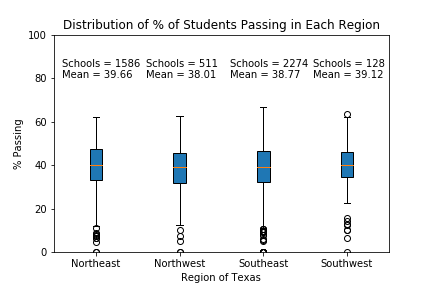 Distribution of % of Students Passing in Each Region
100
80
60
40
20
0
% Passing
Schools = 1586 Schools = 511 Schools = 2274 Schools = 128
Mean = 39.66 Mean = 38.01 Mean = 38.77 Mean = 39.12
Northeast Northwest Southeast Southwest
Region of Texas